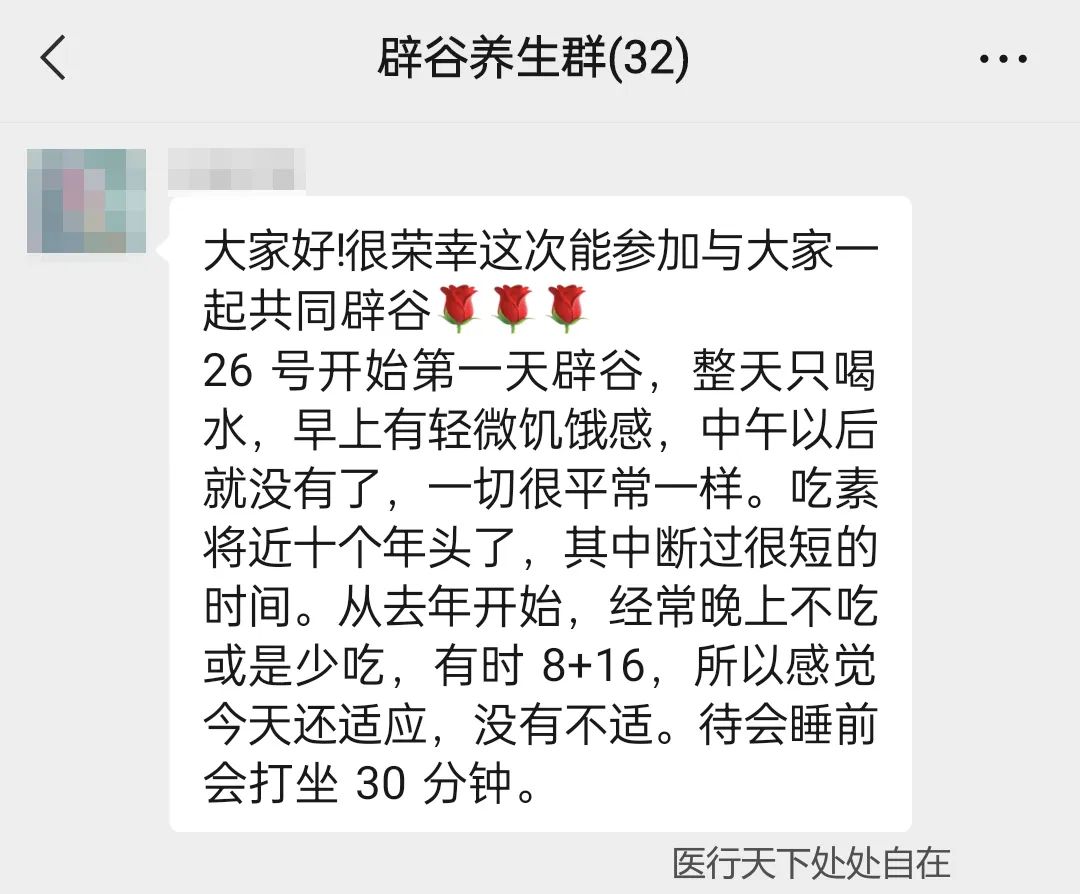 辟谷养生群(32)
大家好!很荣幸这次能参加与大家一
起共同辟谷🌹🌹🌹
26 号开始第一天辟谷，整天只喝
水，早上有轻微饥饿感，中午以后
就没有了，一切很平常一样。吃素
将近十个年头了，其中断过很短的
时间。从去年开始，经常晚上不吃
或是少吃，有时 8+16，所以感觉
今天还适应，没有不适。待会睡前
会打坐 30 分钟。
医行天下处处自在